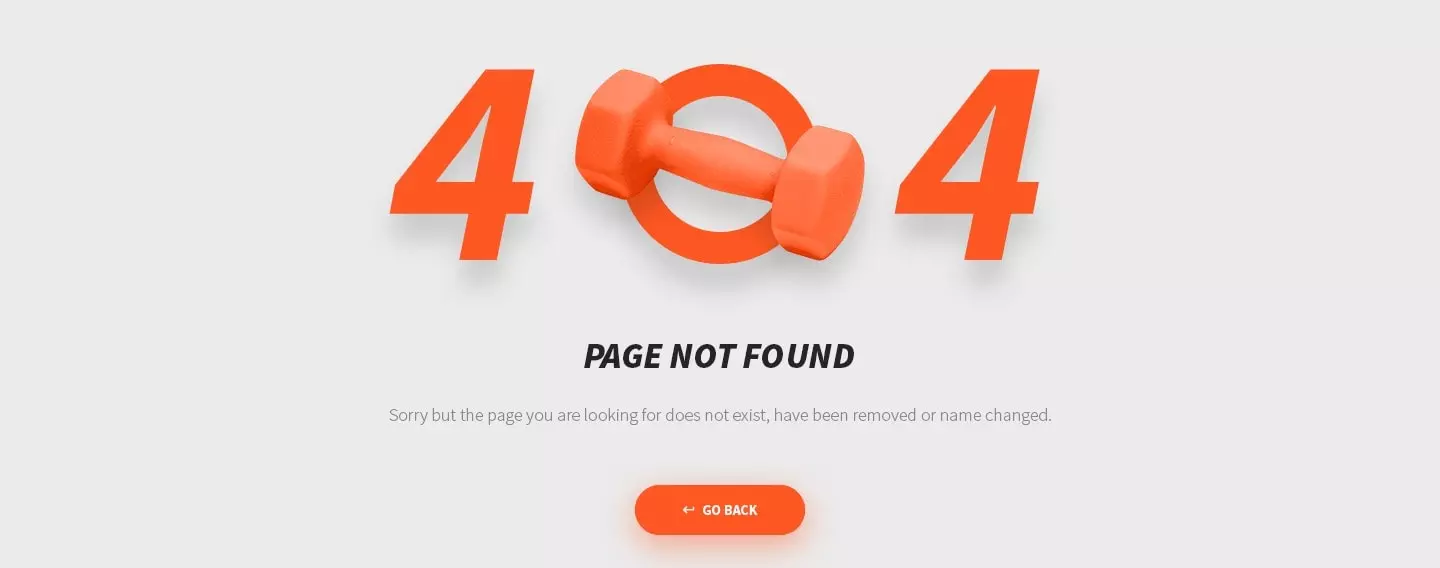 404
PAGE NOT FOUND
Sorry but the page you are looking for does not exist, have been removed or name changed.
↩ GO BACK